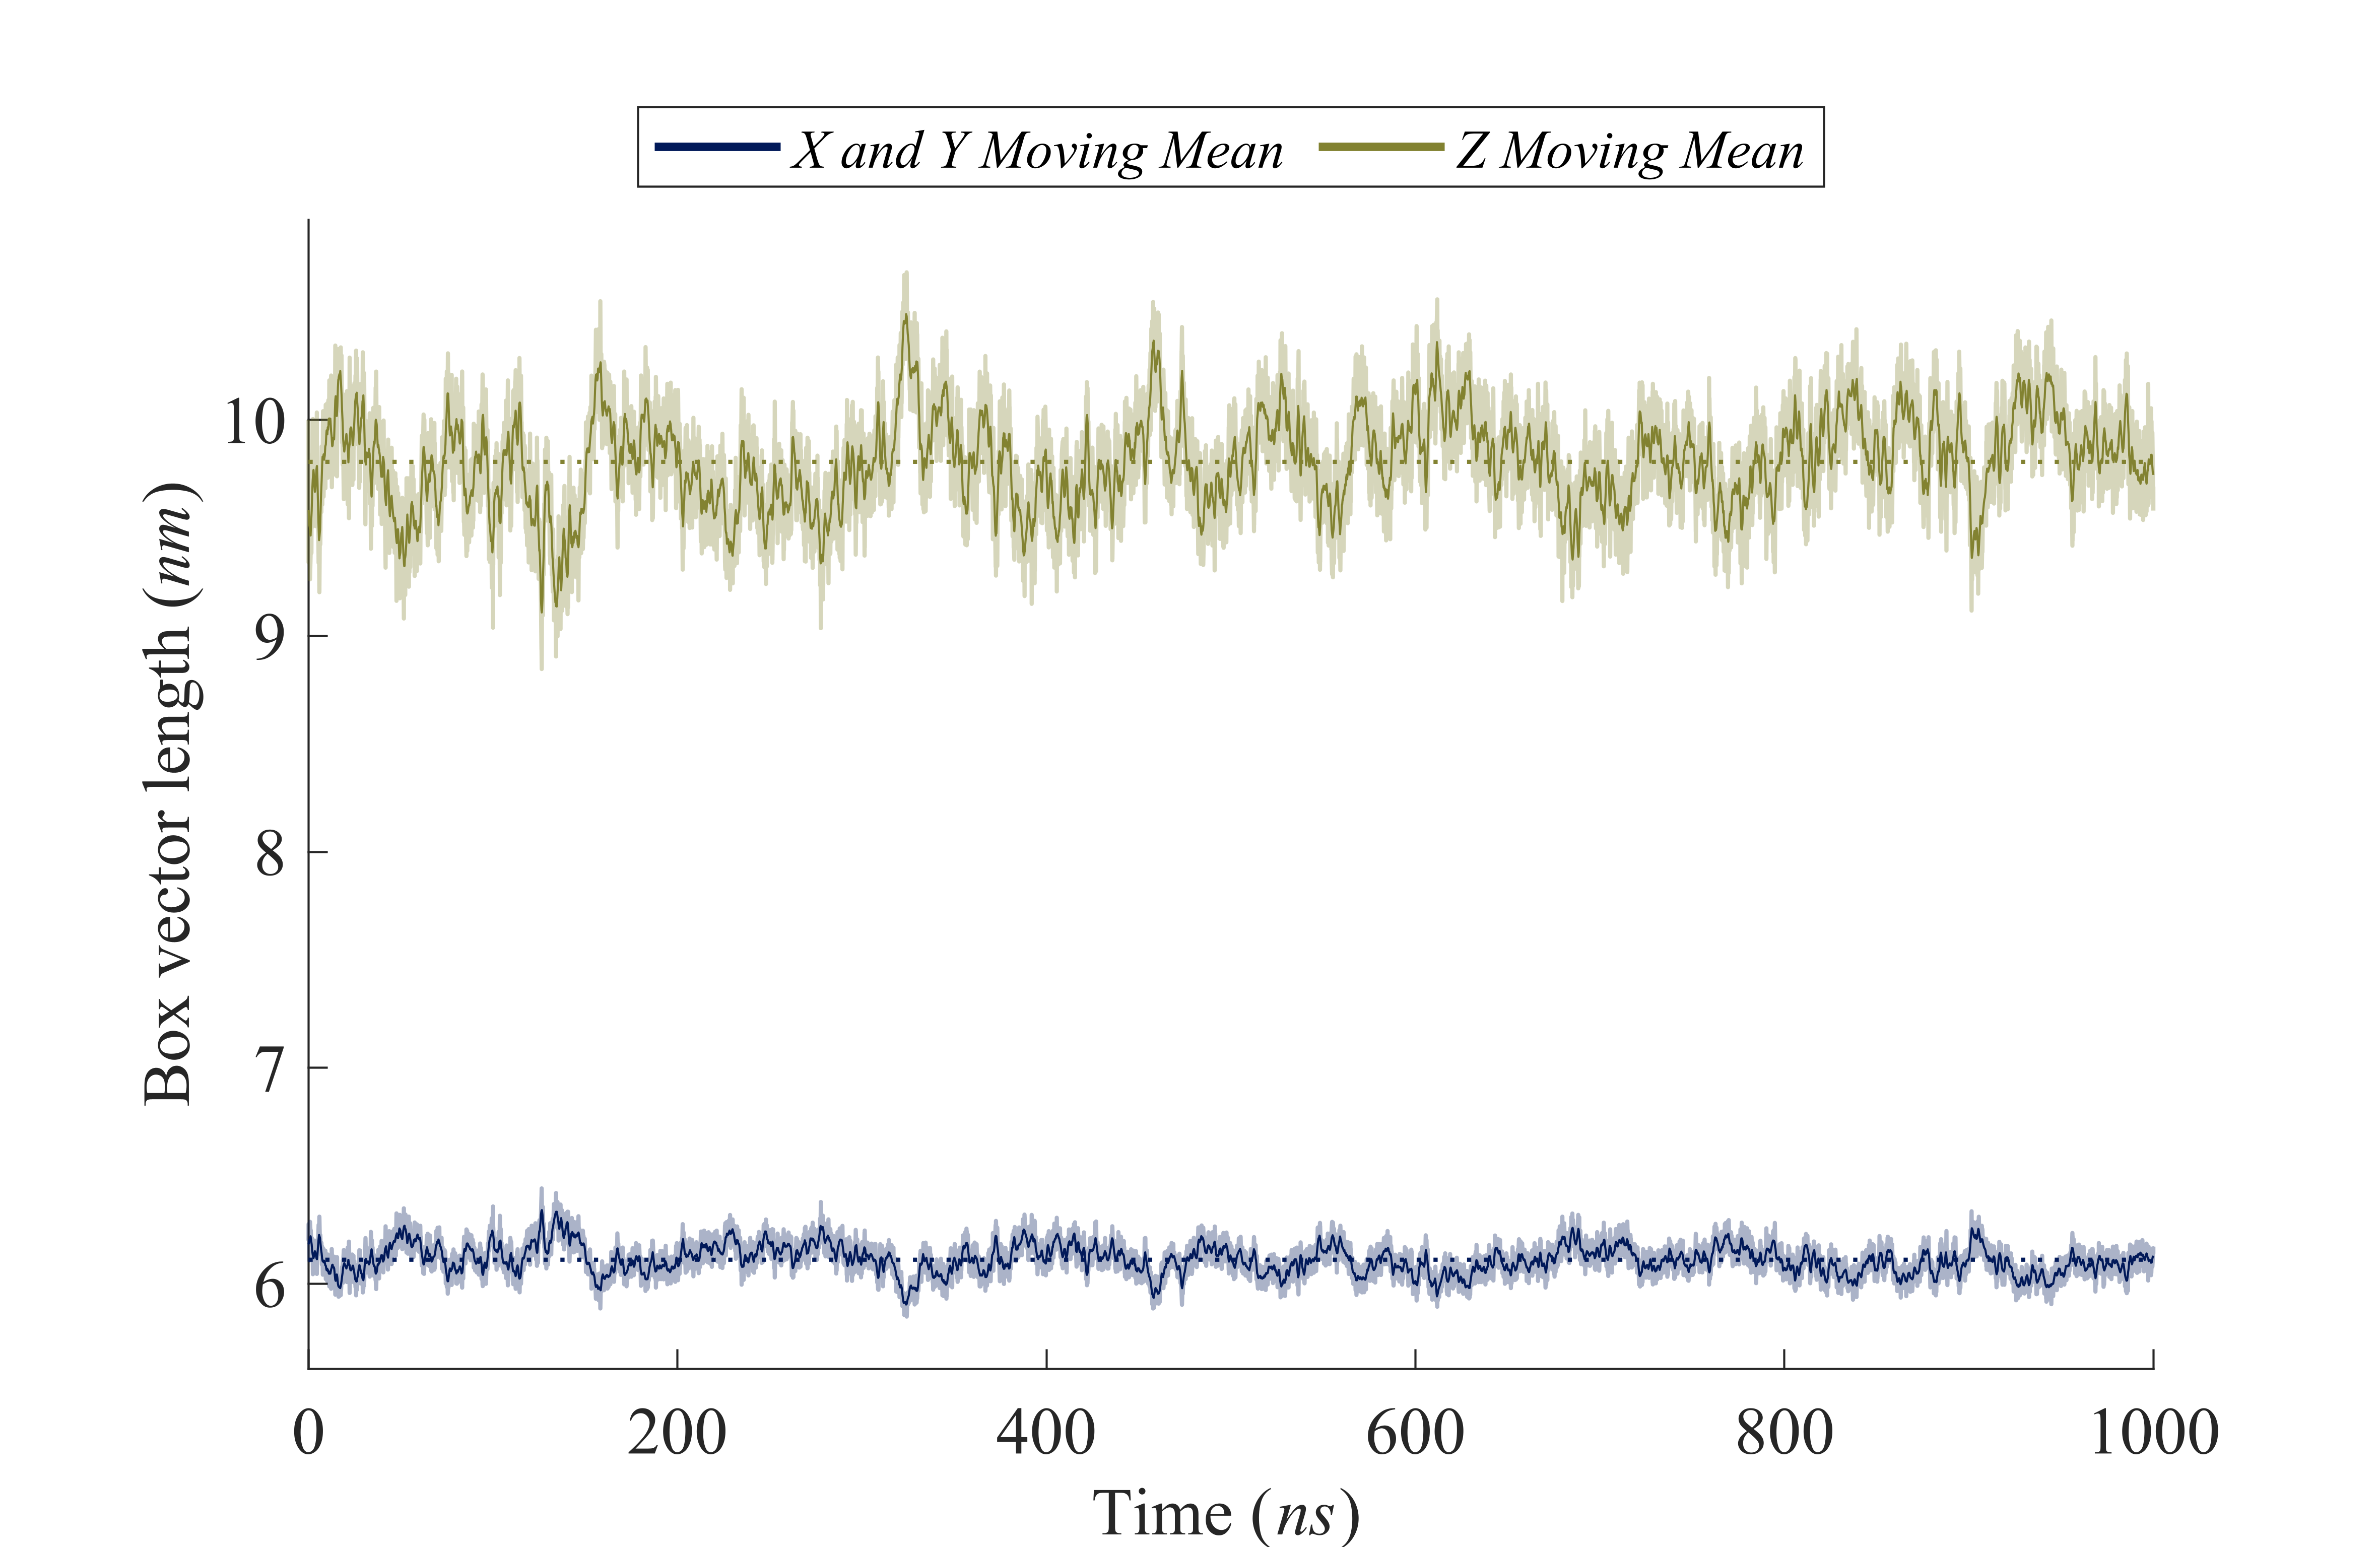 X and Y Moving Mean Z Moving Mean
Box vector length (nm)
10
9
8
7
6
0 200 400 600 800 1000
Time (ns)